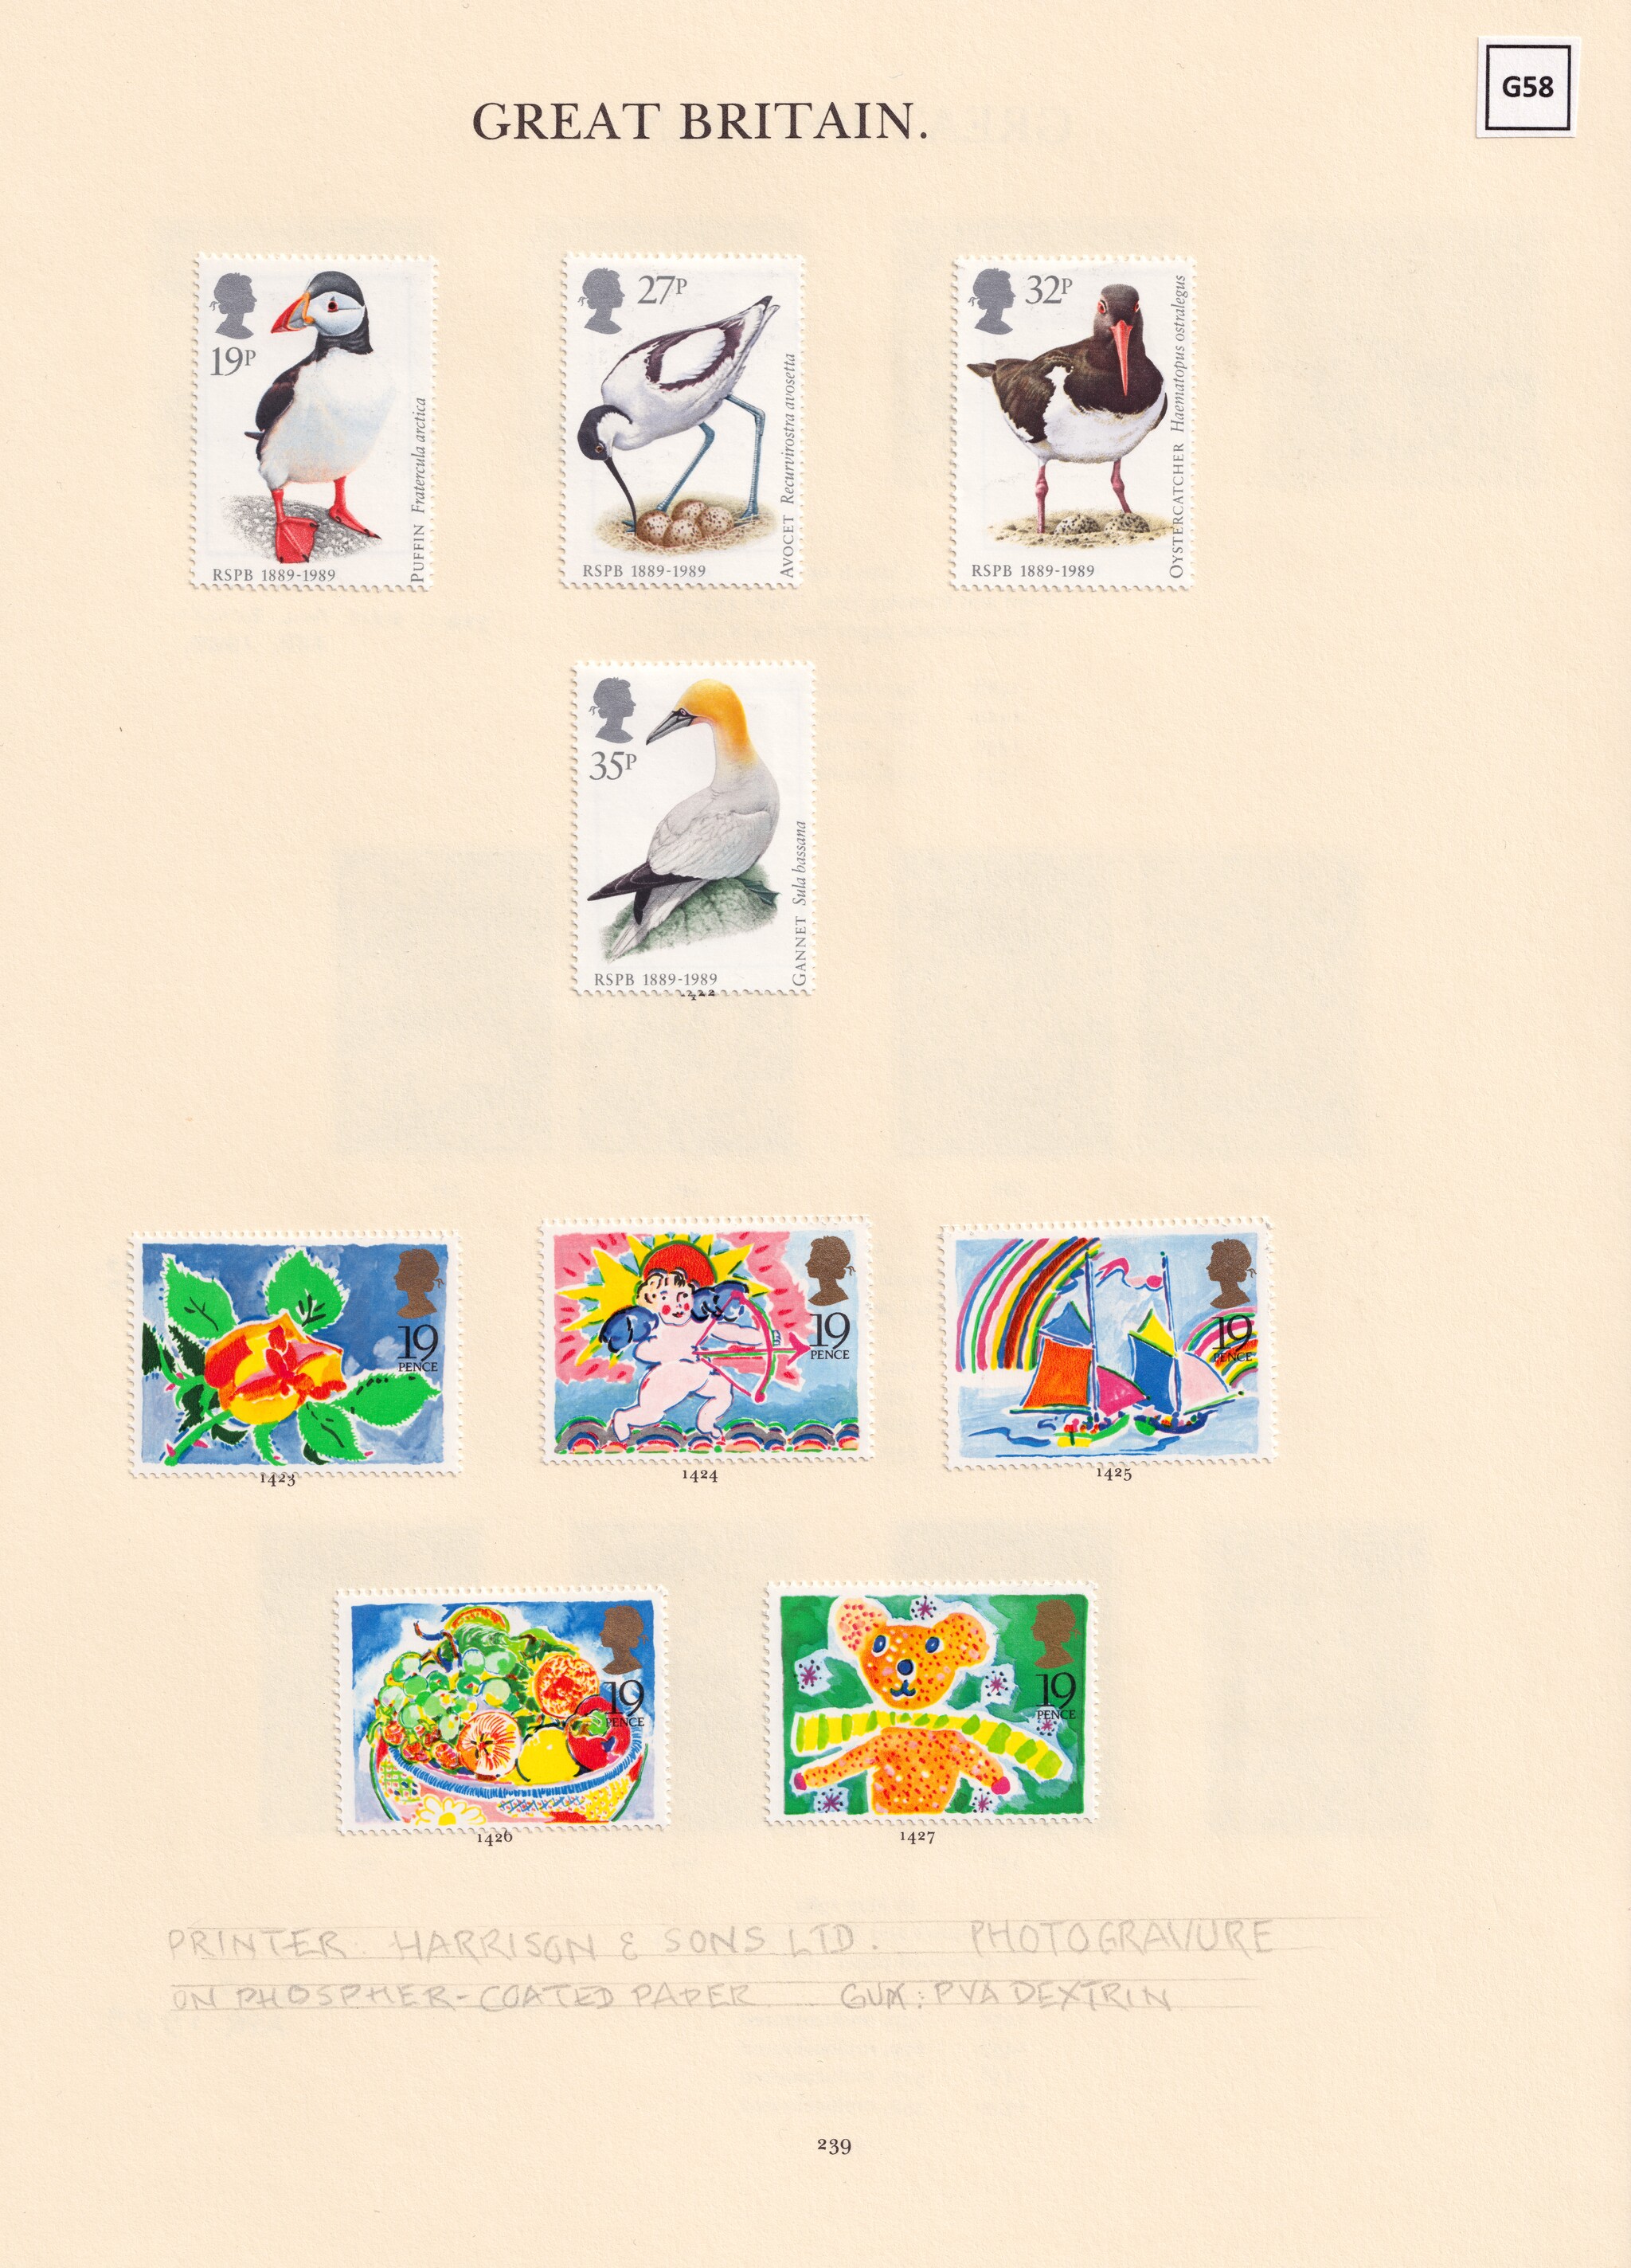 G58
GREAT BRITAIN.
19P
PUFFIN Fratercula arctica
RSPB 1889-1989
27P
AVOCET Recurvirostra avosetta
RSPB 1889-1989
32P
OYSTERCATCHER Haematopus ostralegus
RSPB 1889-1989
35P
GANNET Sula bassana
RSPB 1889-1989
19
PENCE
1423
19
PENCE
1424
19
PENCE
1425
19
PENCE
1426
19
PENCE
1427
PRINTER: HARRISON & SONS LTD. PHOTOGRAVURE
ON PHOSPHER-COATED PAPER GUM: PVA DEXTRIN
239